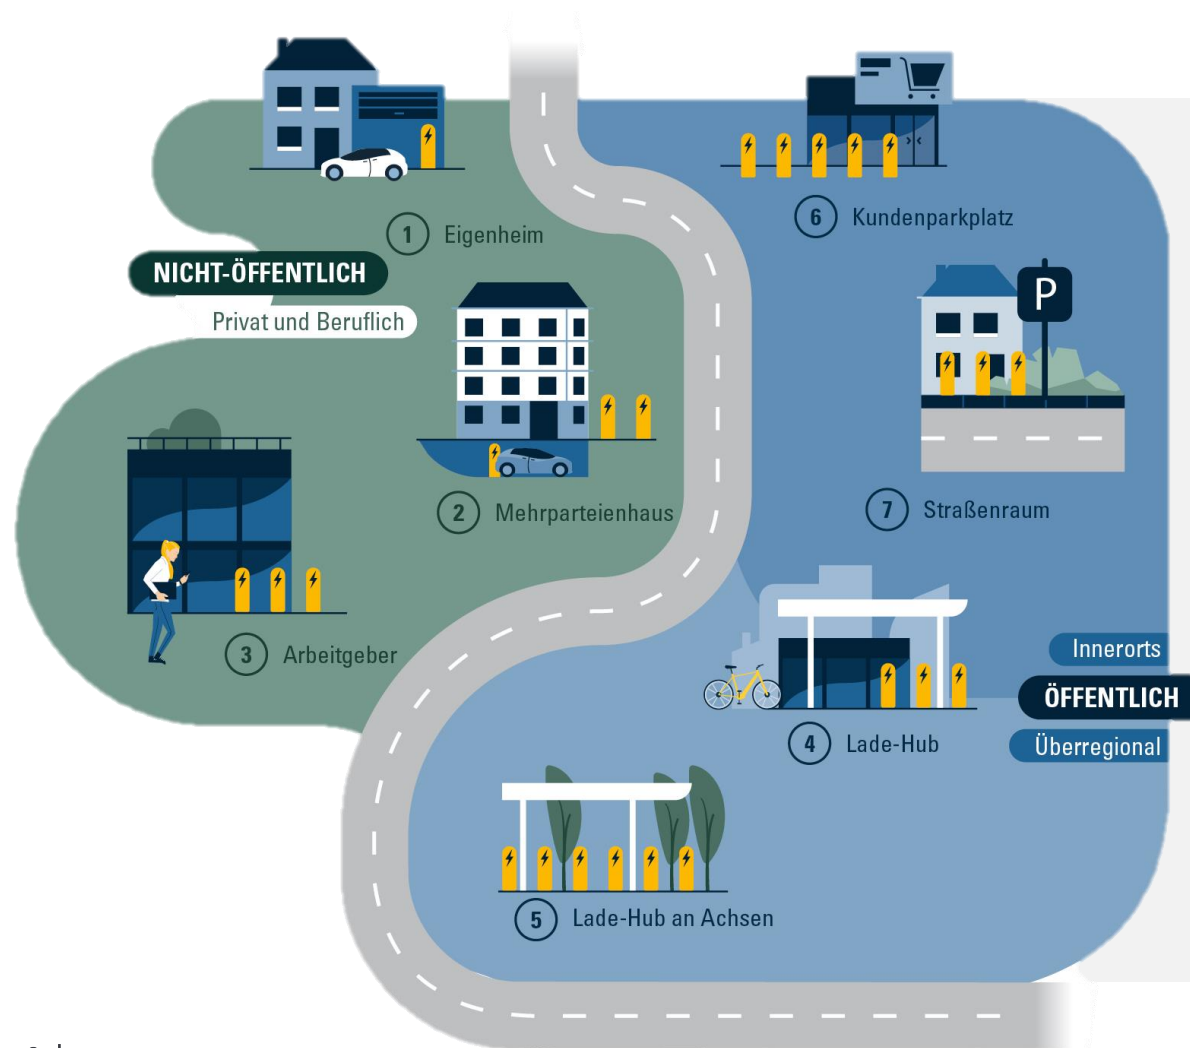 1 Eigenheim
NICHT-ÖFFENTLICH
Privat und Beruflich
2 Mehrparteienhaus
3 Arbeitgeber
6 Kundenparkplatz
P
7 Straßenraum
Innerorts
ÖFFENTLICH
Überregional
4 Lade-Hub
5 Lade-Hub an Achsen